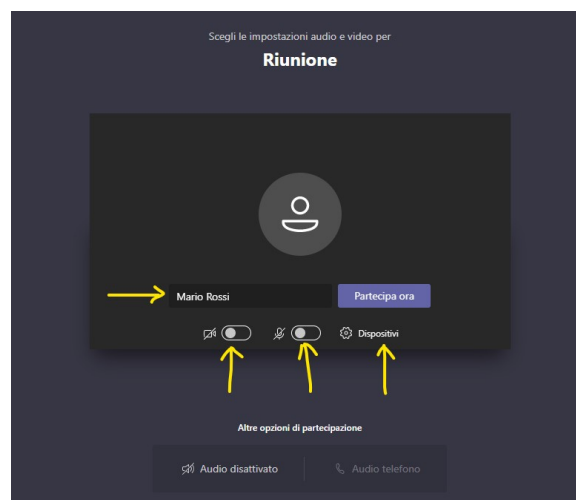 Scegli le impostazioni audio e video per
Riunione
Mario Rossi
Partecipa ora
Dispositivi
Altre opzioni di partecipazione
Audio disattivato
Audio telefono